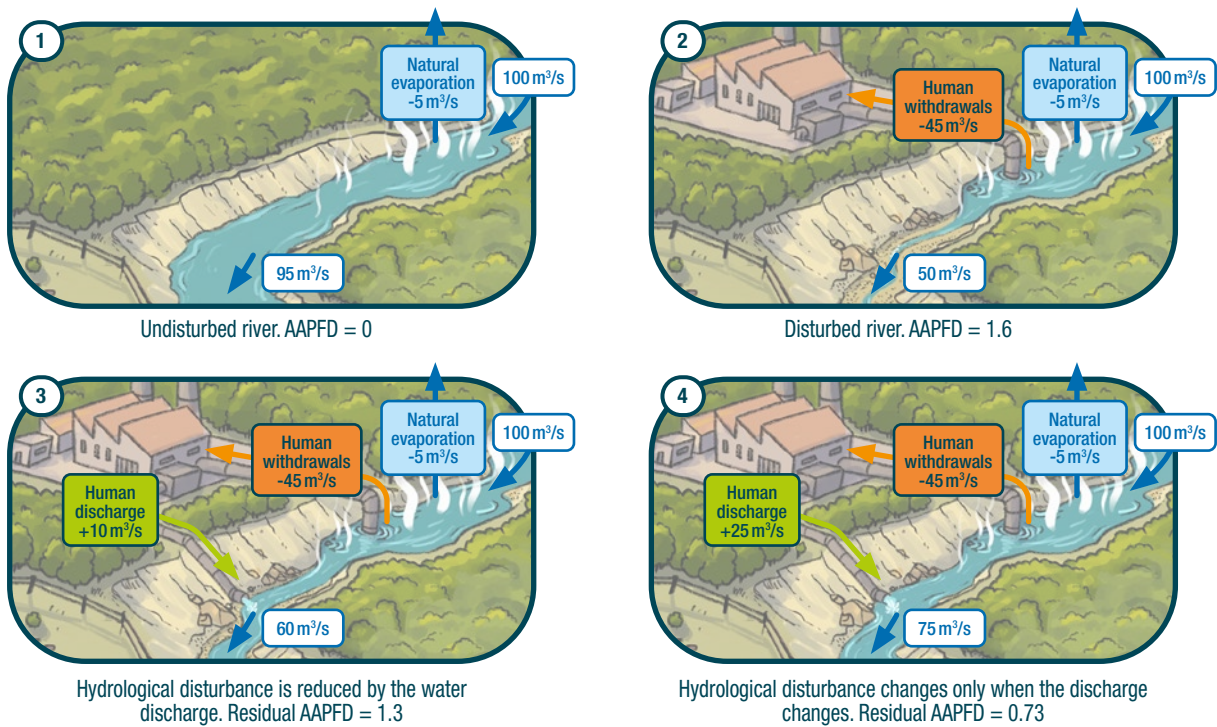 1
Natural
evaporation
-5 m³/s
100 m³/s
95 m³/s
Undisturbed river. AAPFD = 0
2
Human
withdrawals
-45 m³/s
Natural
evaporation
-5 m³/s
100 m³/s
50 m³/s
Disturbed river. AAPFD = 1.6
3
Human
discharge
+10 m³/s
Human
withdrawals
-45 m³/s
Natural
evaporation
-5 m³/s
100 m³/s
60 m³/s
Hydrological disturbance is reduced by the water
discharge. Residual AAPFD = 1.3
4
Human
discharge
+25 m³/s
Human
withdrawals
-45 m³/s
Natural
evaporation
-5 m³/s
100 m³/s
75 m³/s
Hydrological disturbance changes only when the discharge
changes. Residual AAPFD = 0.73